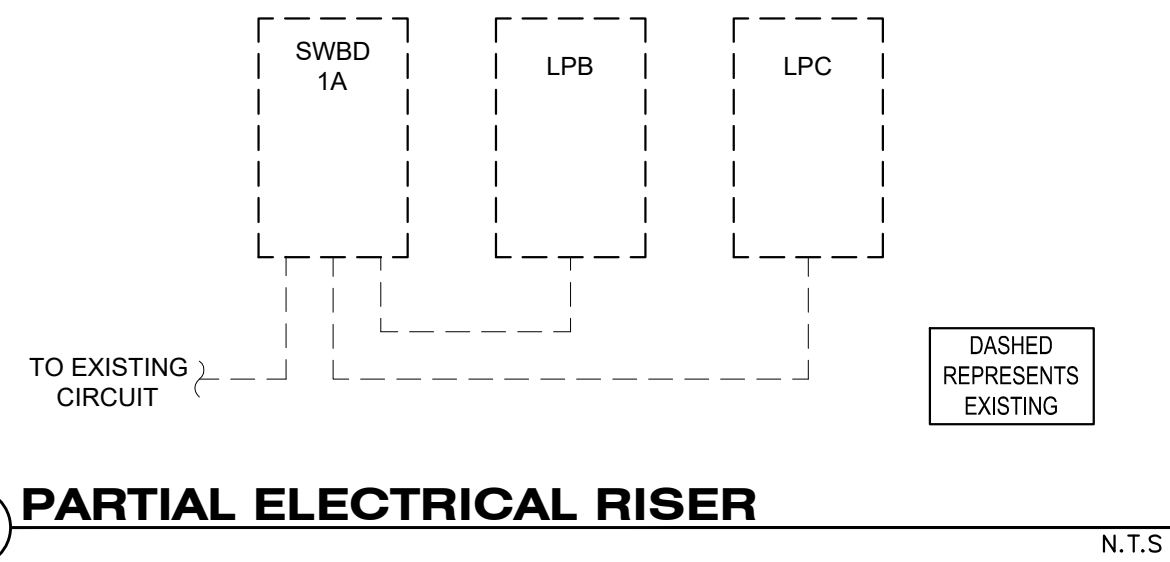 SWBD
1A
LPB
LPC
TO EXISTING
CIRCUIT
DASHED
REPRESENTS
EXISTING
PARTIAL ELECTRICAL RISER
N.T.S